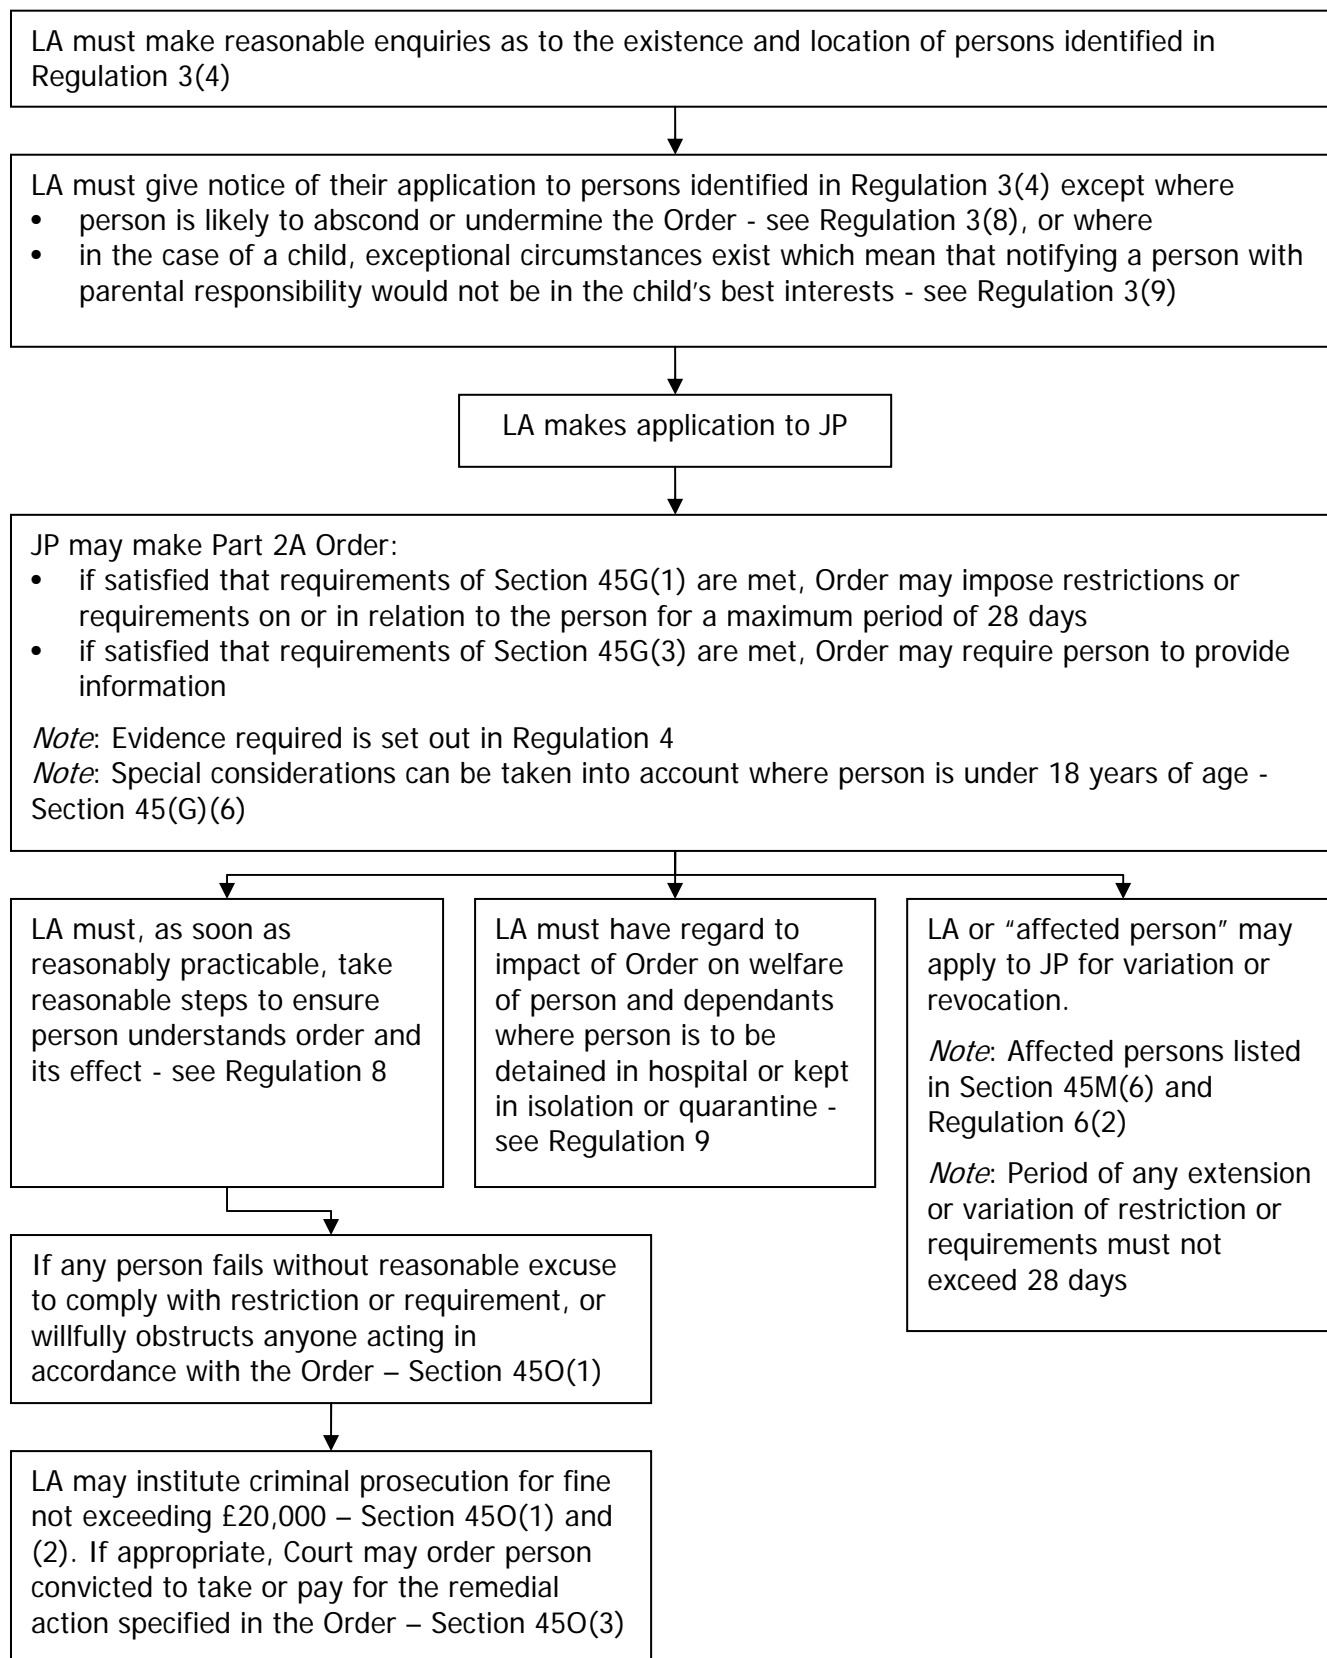 LA must make reasonable enquiries as to the existence and location of persons identified in
Regulation 3(4)
LA must give notice of their application to persons identified in Regulation 3(4) except where
• person is likely to abscond or undermine the Order - see Regulation 3(8), or where
• in the case of a child, exceptional circumstances exist which mean that notifying a person with
parental responsibility would not be in the child's best interests - see Regulation 3(9)
LA makes application to JP
JP may make Part 2A Order:
• if satisfied that requirements of Section 45G(1) are met, Order may impose restrictions or
requirements on or in relation to the person for a maximum period of 28 days
• if satisfied that requirements of Section 45G(3) are met, Order may require person to provide
information
Note: Evidence required is set out in Regulation 4
Note: Special considerations can be taken into account where person is under 18 years of age -
Section 45(G)(6)
LA must, as soon as
reasonably practicable, take
reasonable steps to ensure
person understands order and
its effect - see Regulation 8
LA must have regard to
impact of Order on welfare
of person and dependants
where person is to be
detained in hospital or kept
in isolation or quarantine -
see Regulation 9
LA or “affected person” may
apply to JP for variation or
revocation.
Note: Affected persons listed
in Section 45M(6) and
Regulation 6(2)
Note: Period of any extension
or variation of restriction or
requirements must not
exceed 28 days
If any person fails without reasonable excuse
to comply with restriction or requirement, or
willfully obstructs anyone acting in
accordance with the Order – Section 45O(1)
LA may institute criminal prosecution for fine
not exceeding £20,000 – Section 45O(1) and
(2). If appropriate, Court may order person
convicted to take or pay for the remedial
action specified in the Order – Section 45O(3)